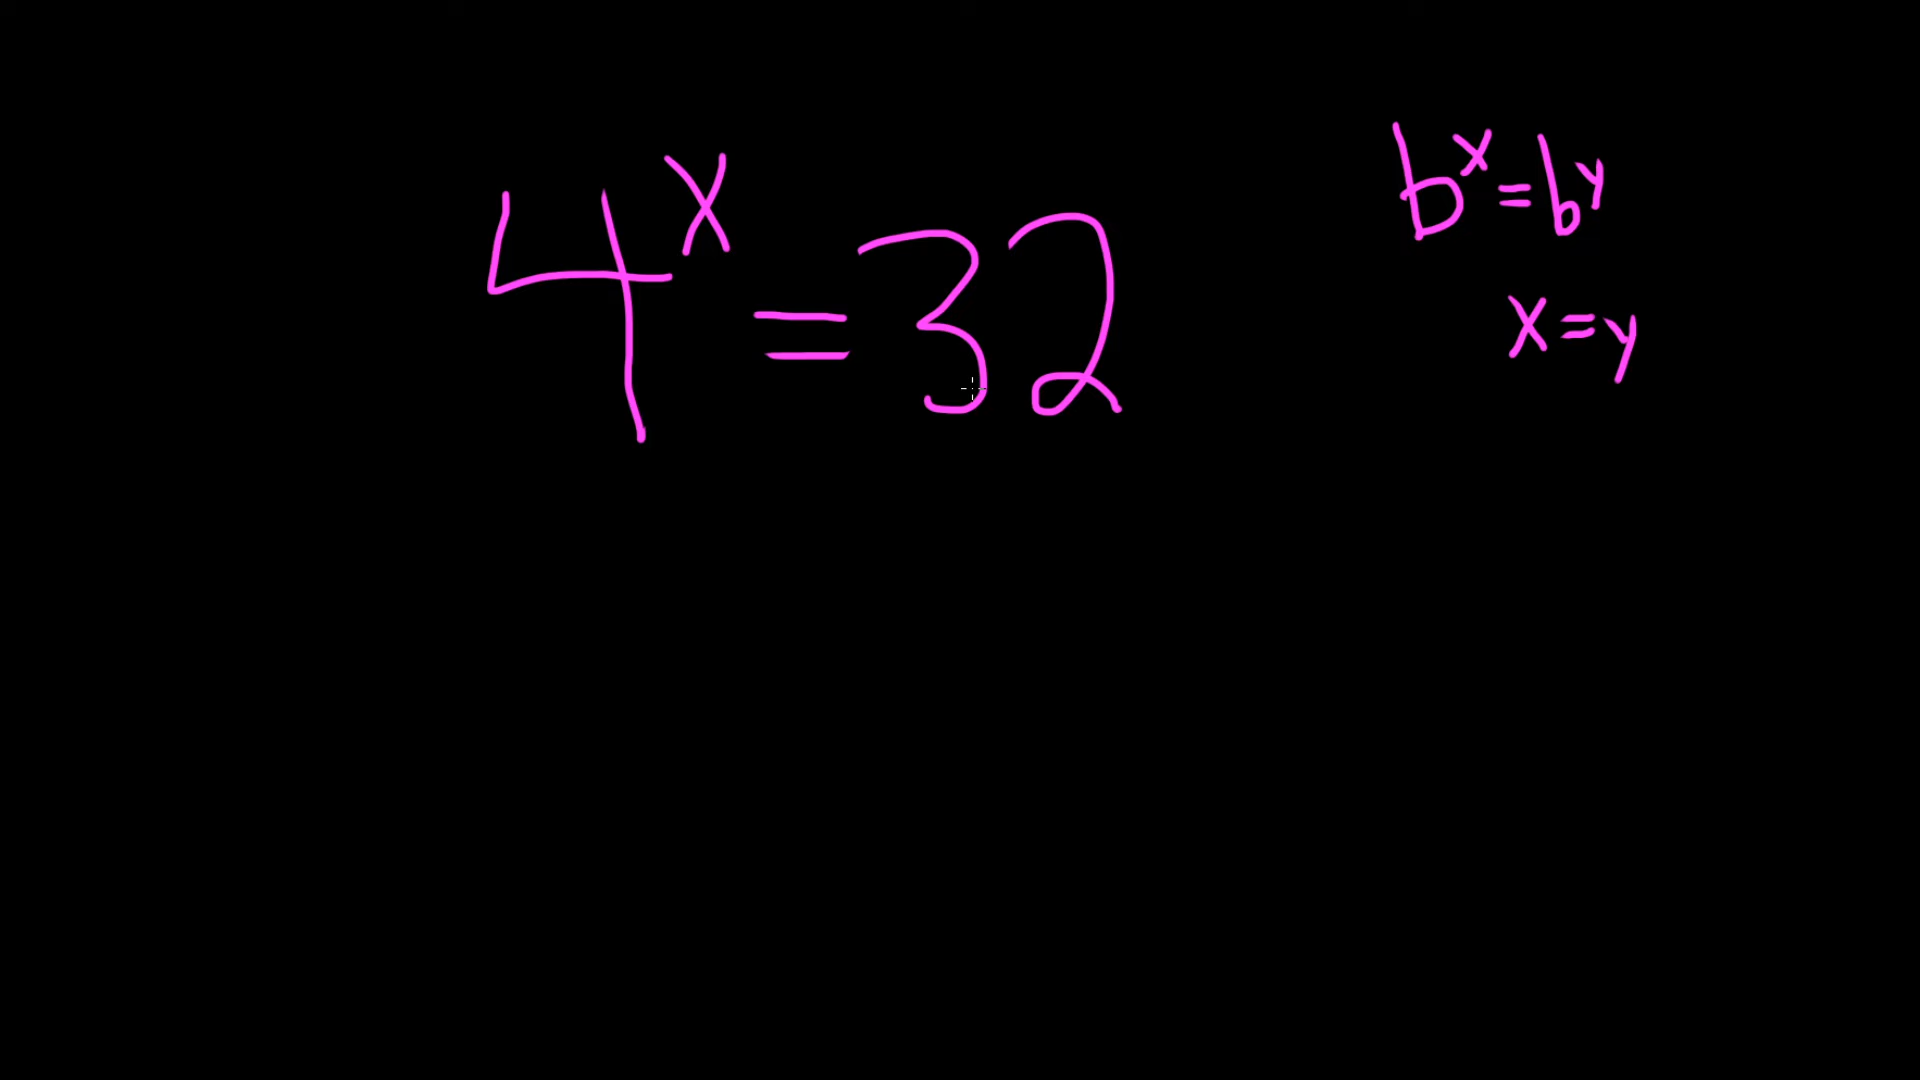 4^x = 32
b^x = b^y
x = y